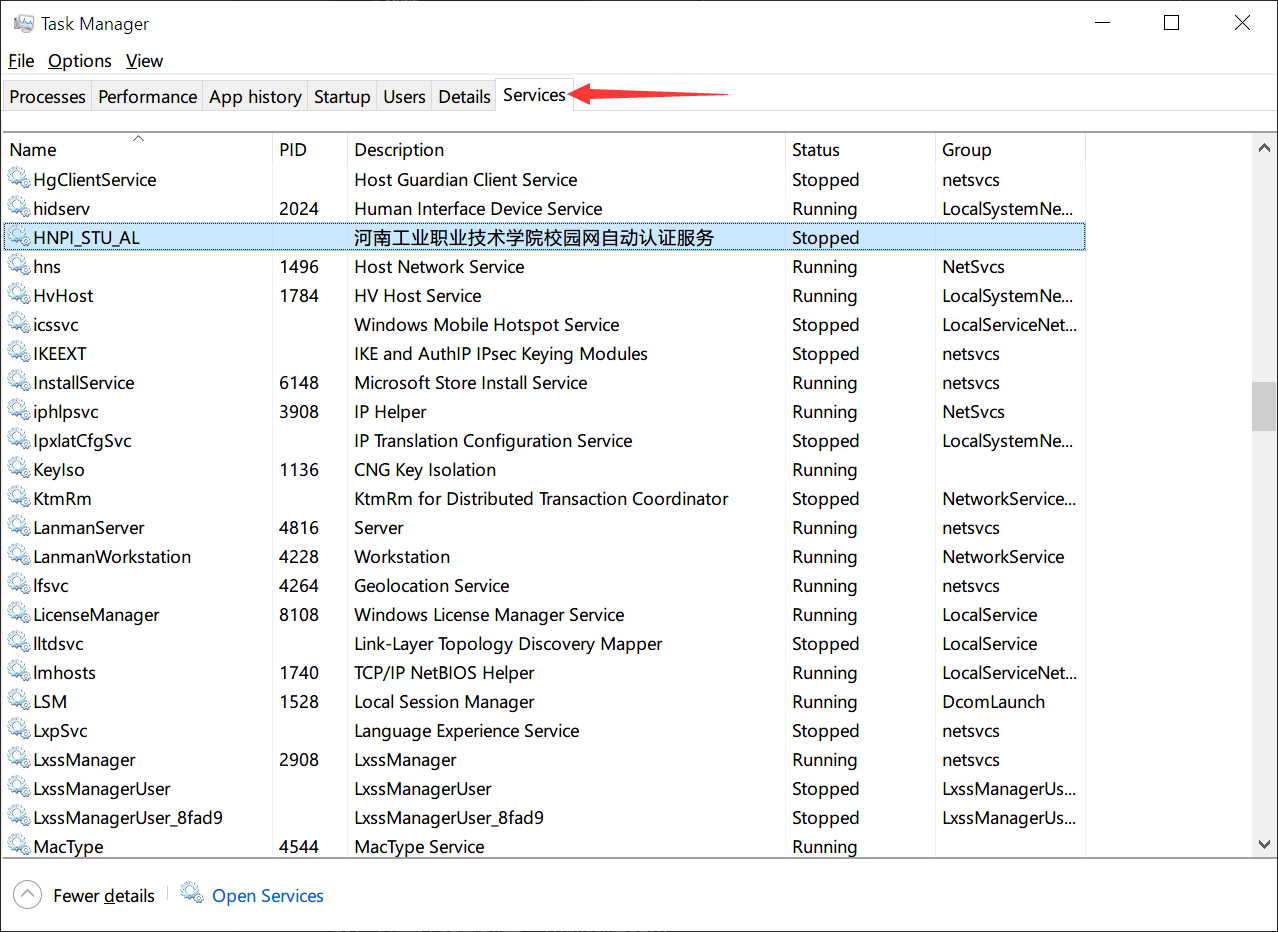 Task Manager
File Options View
Processes Performance App history Startup Users Details Services
Name PID Description Status Group
HgClientService Host Guardian Client Service Stopped netsvcs
hidserv 2024 Human Interface Device Service Running LocalSystemNe...
HNPI_STU_AL 河南工业职业技术学院校园网自动认证服务 Stopped
hns 1496 Host Network Service Running NetSvcs
HvHost 1784 HV Host Service Running LocalSystemNe...
icssvc Windows Mobile Hotspot Service Stopped LocalServiceNet...
IKEEXT IKE and AuthIP IPsec Keying Modules Stopped netsvcs
InstallService 6148 Microsoft Store Install Service Running netsvcs
iphlpsvc 3908 IP Helper Running NetSvcs
IpxlatCfgSvc IP Translation Configuration Service Stopped LocalSystemNe...
KeyIso 1136 CNG Key Isolation Running
KtmRm KtmRm for Distributed Transaction Coordinator Stopped NetworkService...
LanmanServer 4816 Server Running netsvcs
LanmanWorkstation 4228 Workstation Running NetworkService
lfsvc 4264 Geolocation Service Running netsvcs
LicenseManager 8108 Windows License Manager Service Running LocalService
lltdsvc Link-Layer Topology Discovery Mapper Stopped LocalService
lmhosts 1740 TCP/IP NetBIOS Helper Running LocalServiceNet...
LSM 1528 Local Session Manager Running DcomLaunch
LxpSvc Language Experience Service Stopped netsvcs
LxssManager 2908 LxssManager Running netsvcs
LxssManagerUser LxssManagerUser Stopped LxssManagerUs...
LxssManagerUser_8fad9 LxssManagerUser_8fad9 Stopped LxssManagerUs...
MacType 4544 MacType Service Running
Fewer details Open Services